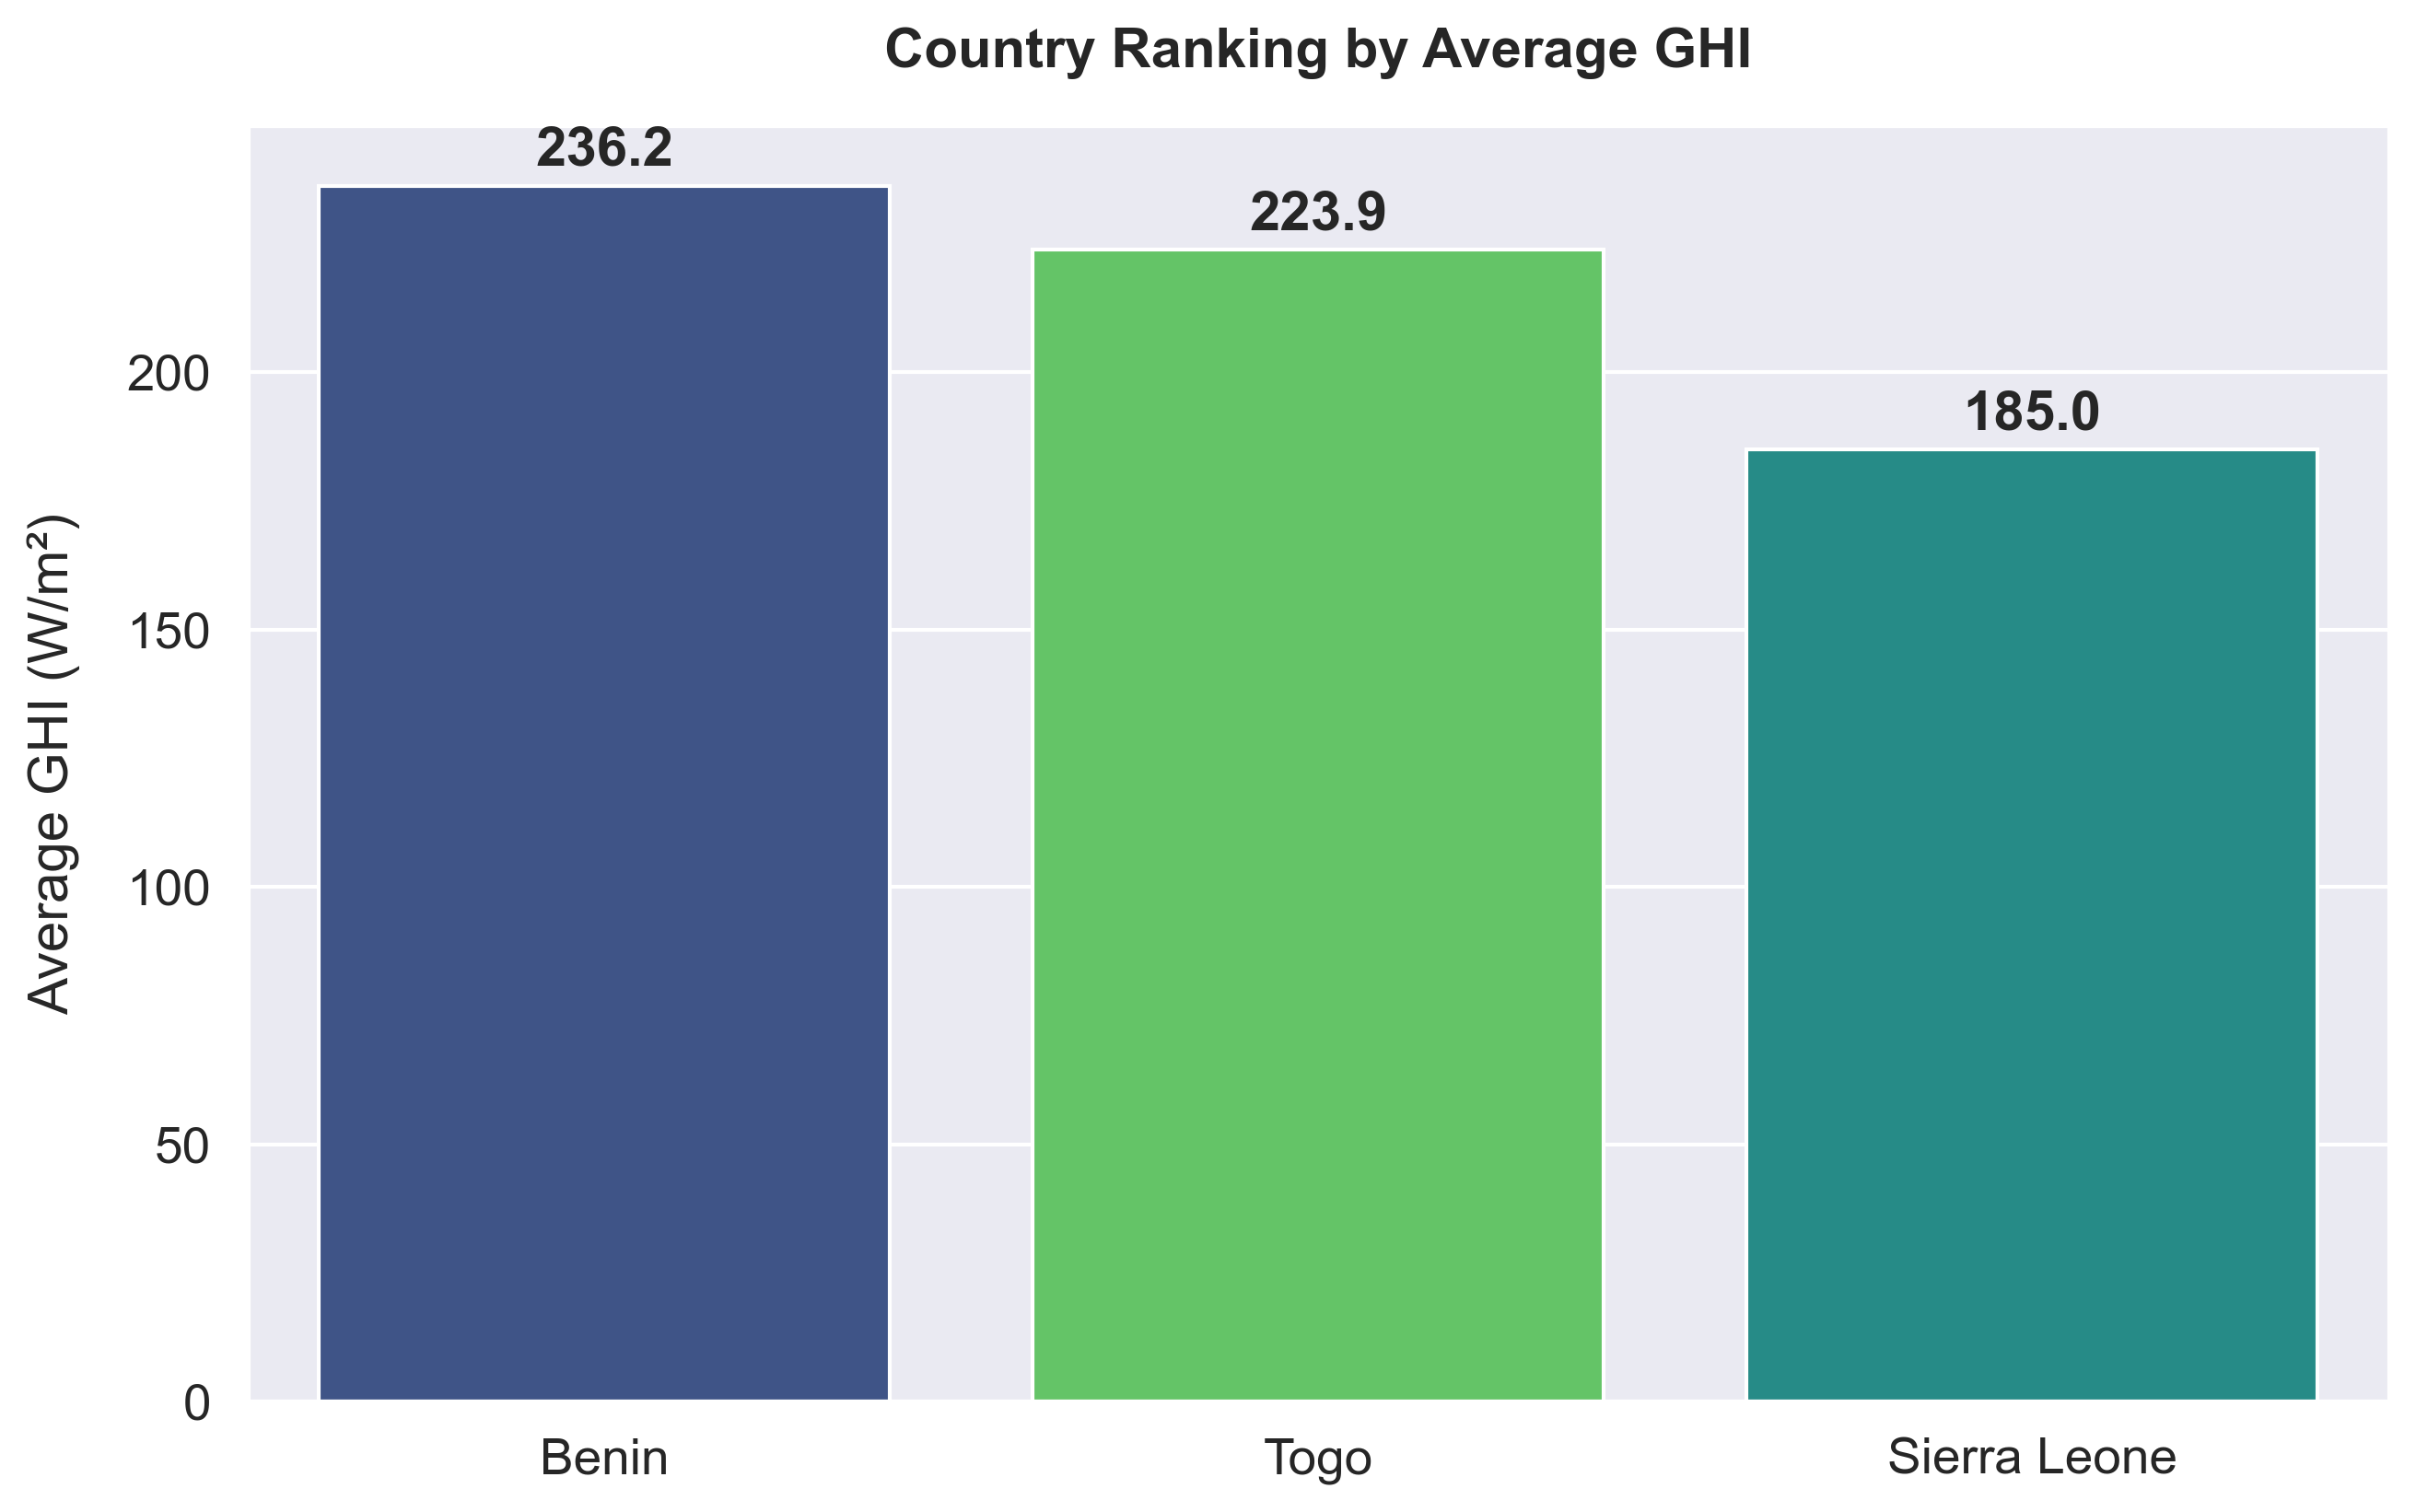 Country Ranking by Average GHI
236.2
223.9
185.0
200
150
100
50
0
Average GHI (W/m²)
Benin
Togo
Sierra Leone